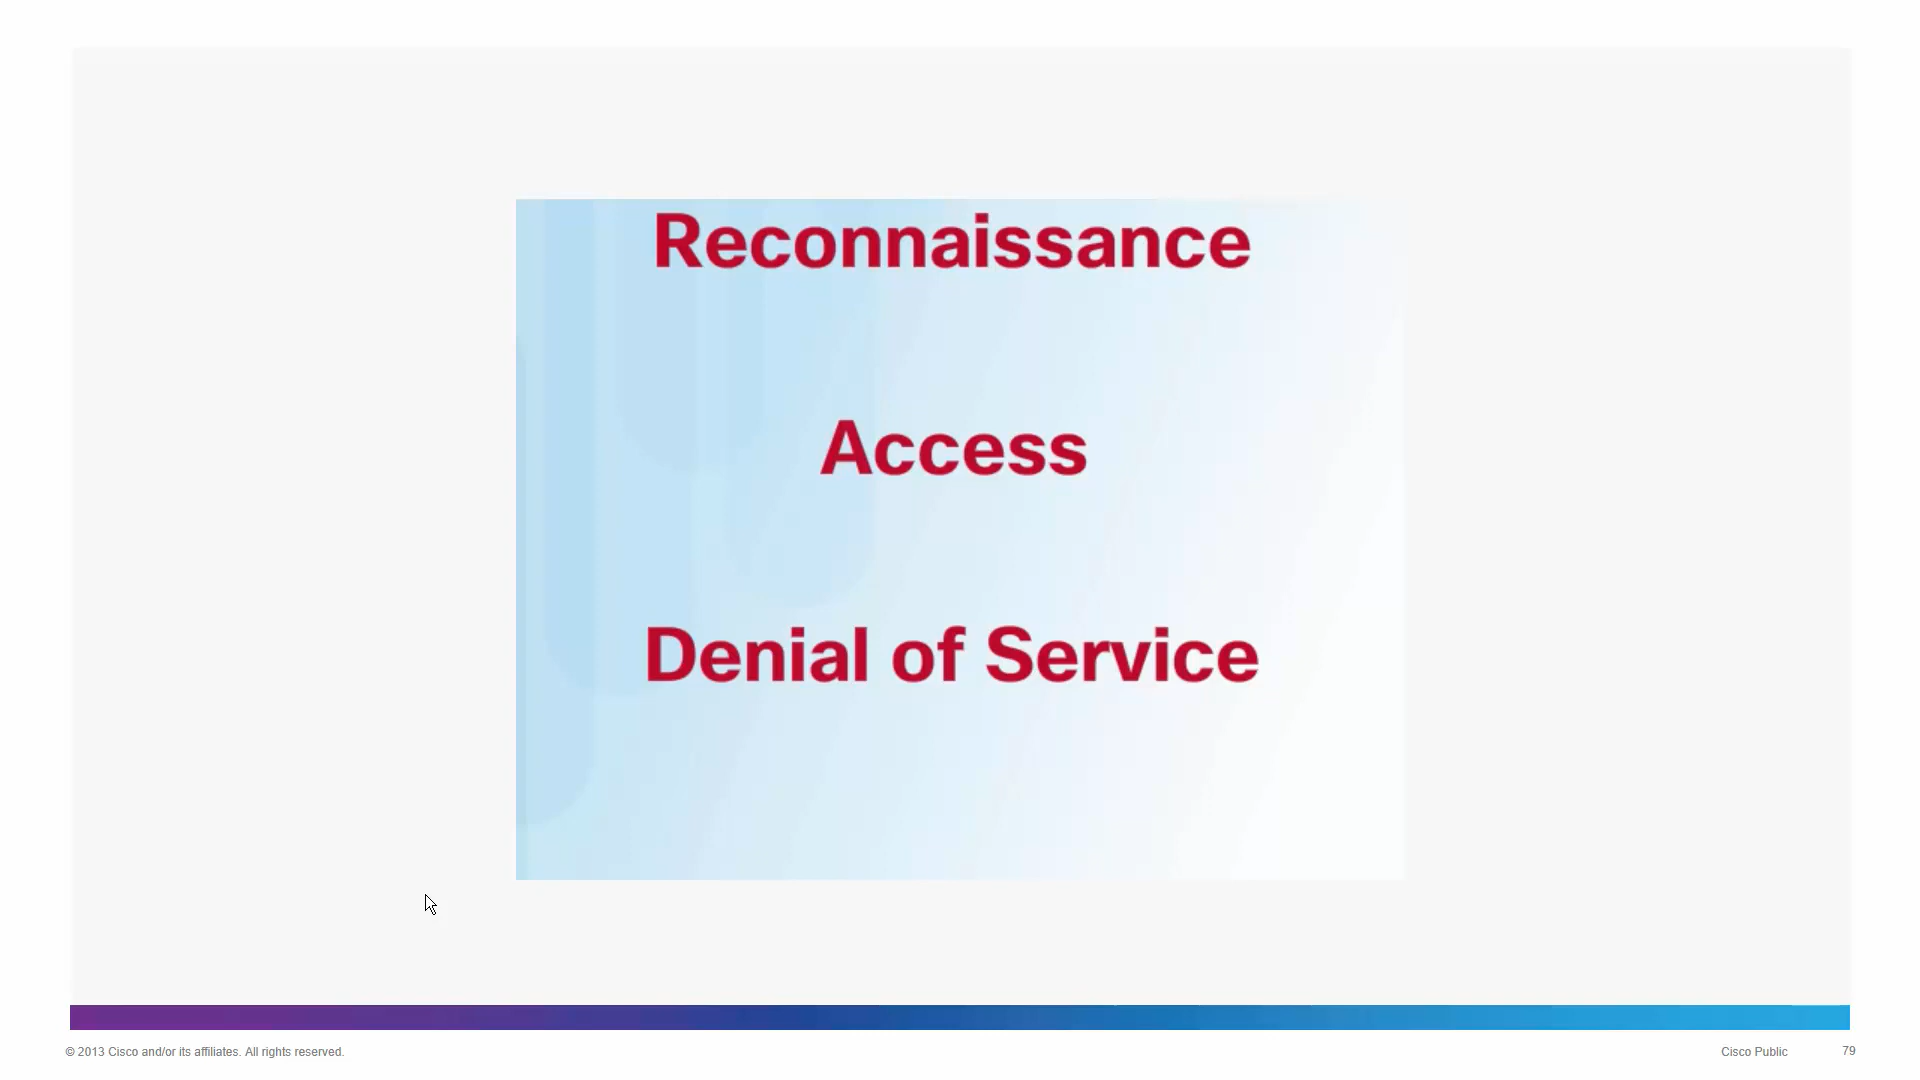 Reconnaissance
Access
Denial of Service
© 2013 Cisco and/or its affiliates. All rights reserved.
Cisco Public
79